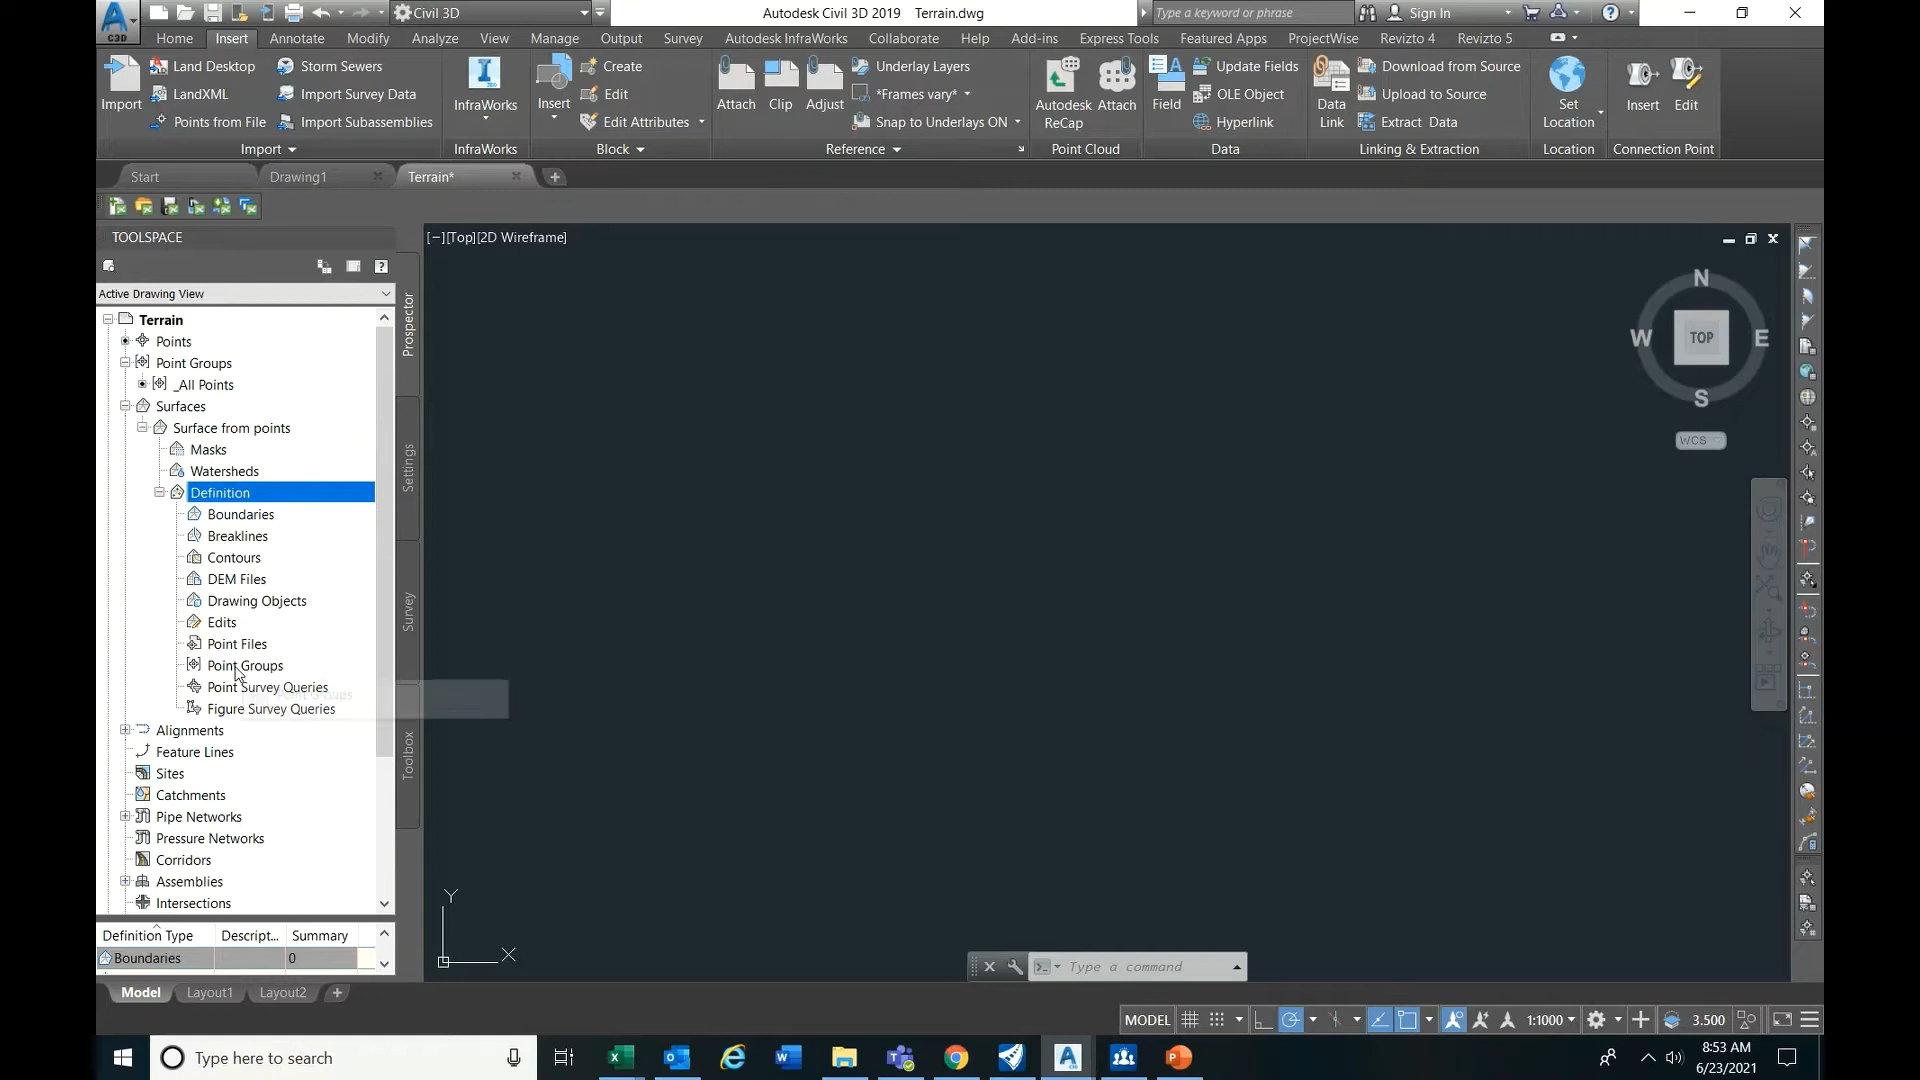 Civil 3D
Autodesk Civil 3D 2019 Terrain.dwg
Type a keyword or phrase
Sign In
C3D
Home Insert Annotate Modify Analyze View Manage Output Survey Autodesk InfraWorks Collaborate Help Add-ins Express Tools Featured Apps ProjectWise Revizto 4 Revizto 5
Import
Land Desktop
LandXML
Points from File
Storm Sewers
Import Survey Data
Import Subassemblies
InfraWorks
Insert
Create
Edit
Edit Attributes
Attach
Clip
Adjust
Underlay Layers
*Frames vary*
Snap to Underlays ON
Autodesk
ReCap
Attach
Field
Update Fields
OLE Object
Hyperlink
Data
Link
Download from Source
Upload to Source
Extract Data
Set
Location
Insert
Edit
Import InfraWorks Block Reference Point Cloud Data Linking & Extraction Location Connection Point
Start Drawing1 Terrain*
TOOLSPACE
[−][Top][2D Wireframe]
Active Drawing View
Terrain
Points
Point Groups
_All Points
Surfaces
Surface from points
Masks
Watersheds
Definition
Boundaries
Breaklines
Contours
DEM Files
Drawing Objects
Edits
Point Files
Point Groups
Point Survey Queries
Figure Survey Queries
Alignments
Feature Lines
Sites
Catchments
Pipe Networks
Pressure Networks
Corridors
Assemblies
Intersections
Prospector
Settings
Survey
Toolbox
N
W TOP E
S
WCS
Y
X
Definition Type Descript... Summary
Boundaries 0
Type a command
Model Layout1 Layout2
MODEL 1:1000 3.500
Type here to search
8:53 AM
6/23/2021